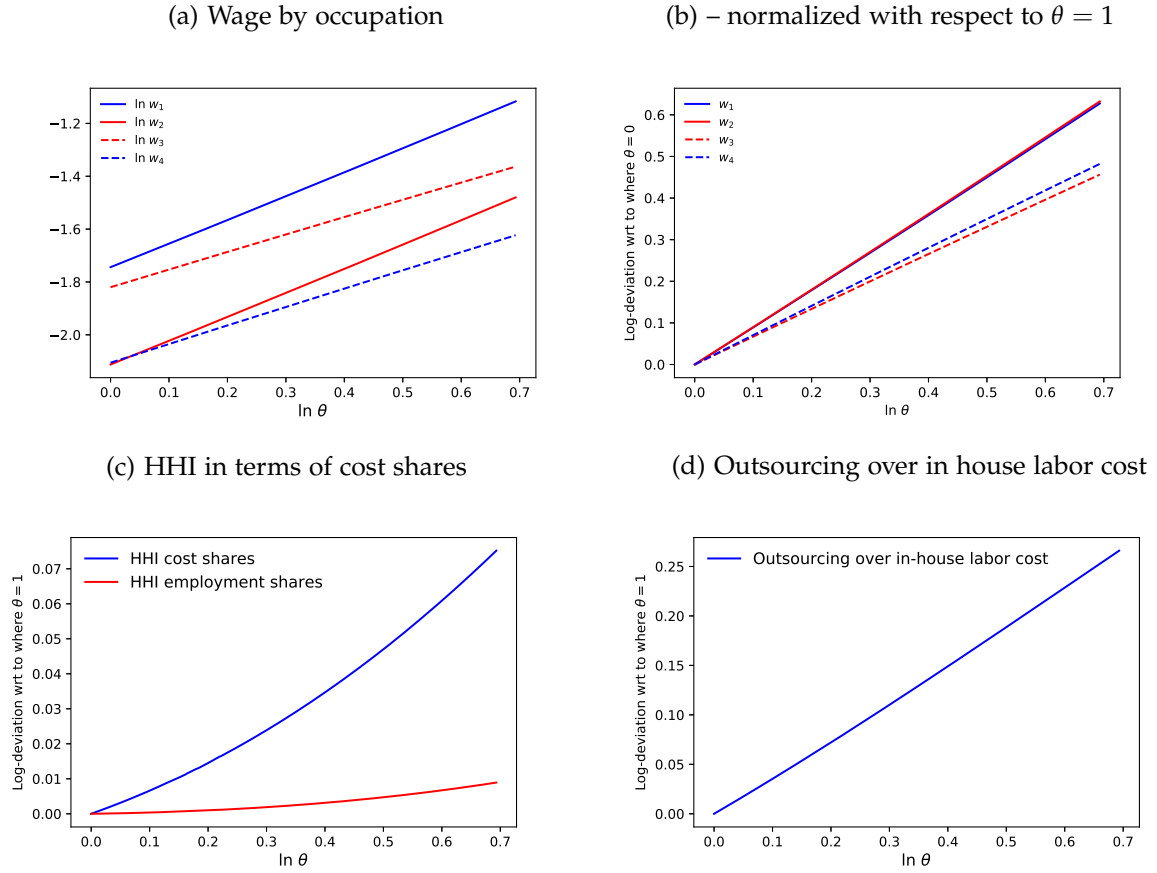 (a) Wage by occupation
(b) – normalized with respect to θ = 1
ln w₁
ln w₂
ln w₃
ln w₄
−1.2
−1.4
−1.6
−1.8
−2.0
0.0 0.1 0.2 0.3 0.4 0.5 0.6 0.7
ln θ
w₁
w₂
w₃
w₄
Log-deviation wrt to where θ = 0
0.6
0.5
0.4
0.3
0.2
0.1
0.0
0.0 0.1 0.2 0.3 0.4 0.5 0.6 0.7
ln θ
(c) HHI in terms of cost shares
(d) Outsourcing over in house labor cost
HHI cost shares
HHI employment shares
Log-deviation wrt to where θ = 1
0.07
0.06
0.05
0.04
0.03
0.02
0.01
0.00
0.0 0.1 0.2 0.3 0.4 0.5 0.6 0.7
ln θ
Outsourcing over in-house labor cost
Log-deviation wrt to where θ = 1
0.25
0.20
0.15
0.10
0.05
0.00
0.0 0.1 0.2 0.3 0.4 0.5 0.6 0.7
ln θ